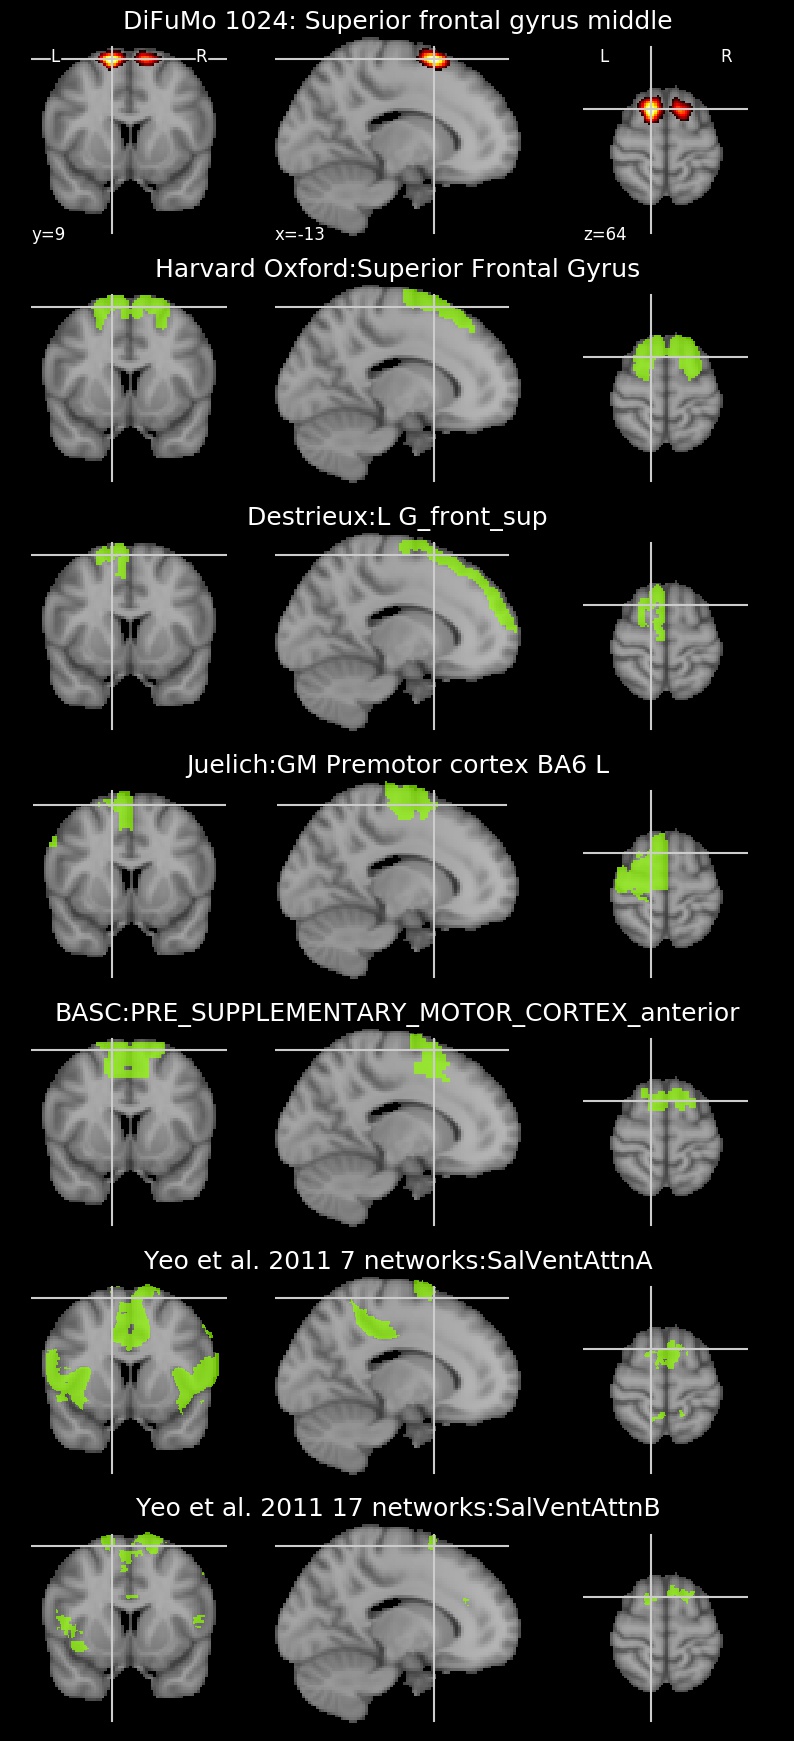 DiFuMo 1024: Superior frontal gyrus middle
L R L R
y=9 x=-13 z=64
Harvard Oxford:Superior Frontal Gyrus
Destrieux:L G_front_sup
Juelich:GM Premotor cortex BA6 L
BASC:PRE_SUPPLEMENTARY_MOTOR_CORTEX_anterior
Yeo et al. 2011 7 networks:SalVentAttnA
Yeo et al. 2011 17 networks:SalVentAttnB